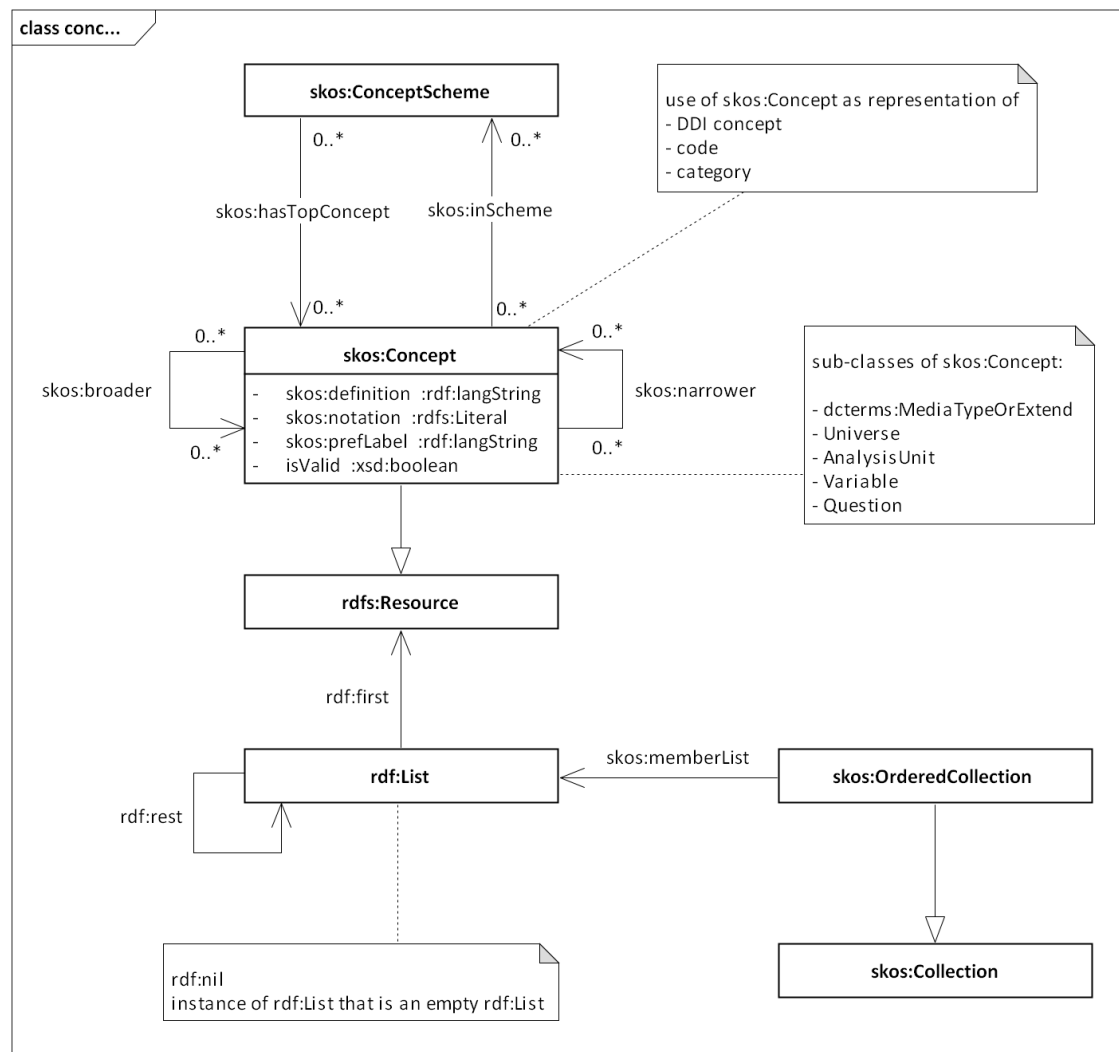 class conc...
skos:ConceptScheme
use of skos:Concept as representation of
- DDI concept
- code
- category
0..*
0..*
skos:hasTopConcept
skos:inScheme
0..*
0..*
0..*
skos:Concept
0..*
sub-classes of skos:Concept:
- dcterms:MediaTypeOrExtend
- Universe
- AnalysisUnit
- Variable
- Question
skos:broader
- skos:definition :rdf:langString
- skos:notation :rdfs:Literal
- skos:prefLabel :rdf:langString
- isValid :xsd:boolean
skos:narrower
0..*
0..*
rdfs:Resource
rdf:first
rdf:List
skos:memberList
skos:OrderedCollection
rdf:rest
rdf:nil
instance of rdf:List that is an empty rdf:List
skos:Collection